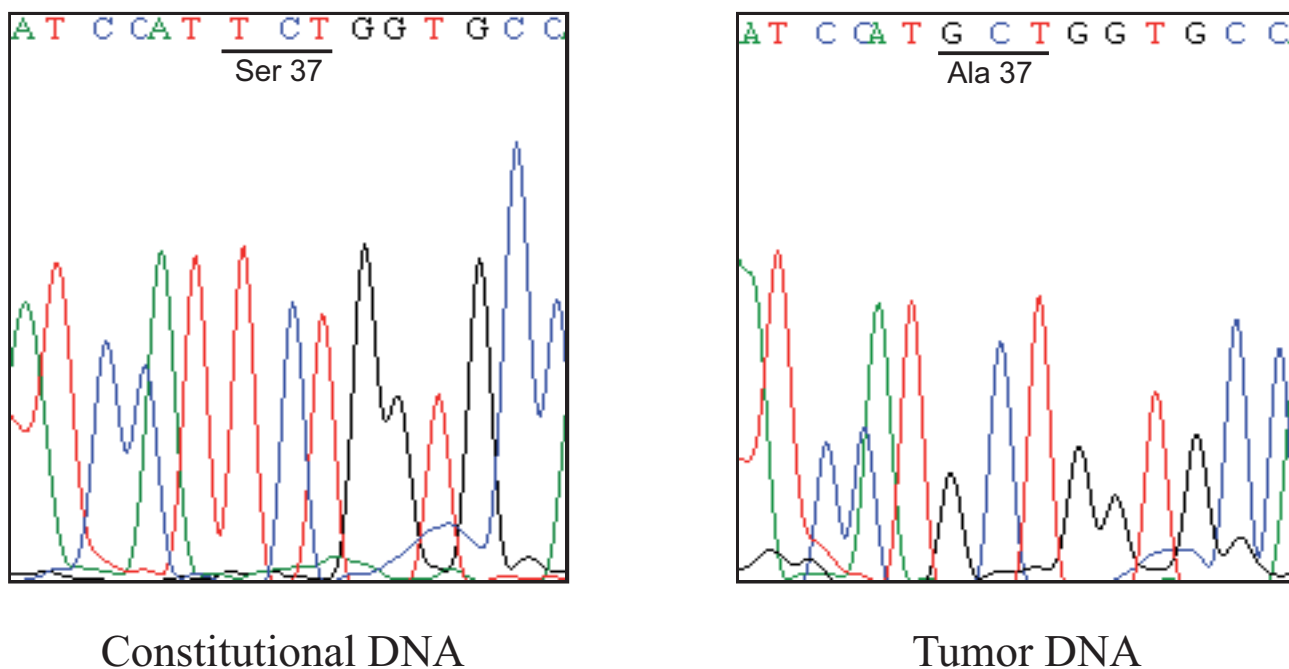 A T C C A T T C T G G T G C C
Ser 37
A T C C A T G C T G G T G C C
Ala 37
Constitutional DNA
Tumor DNA